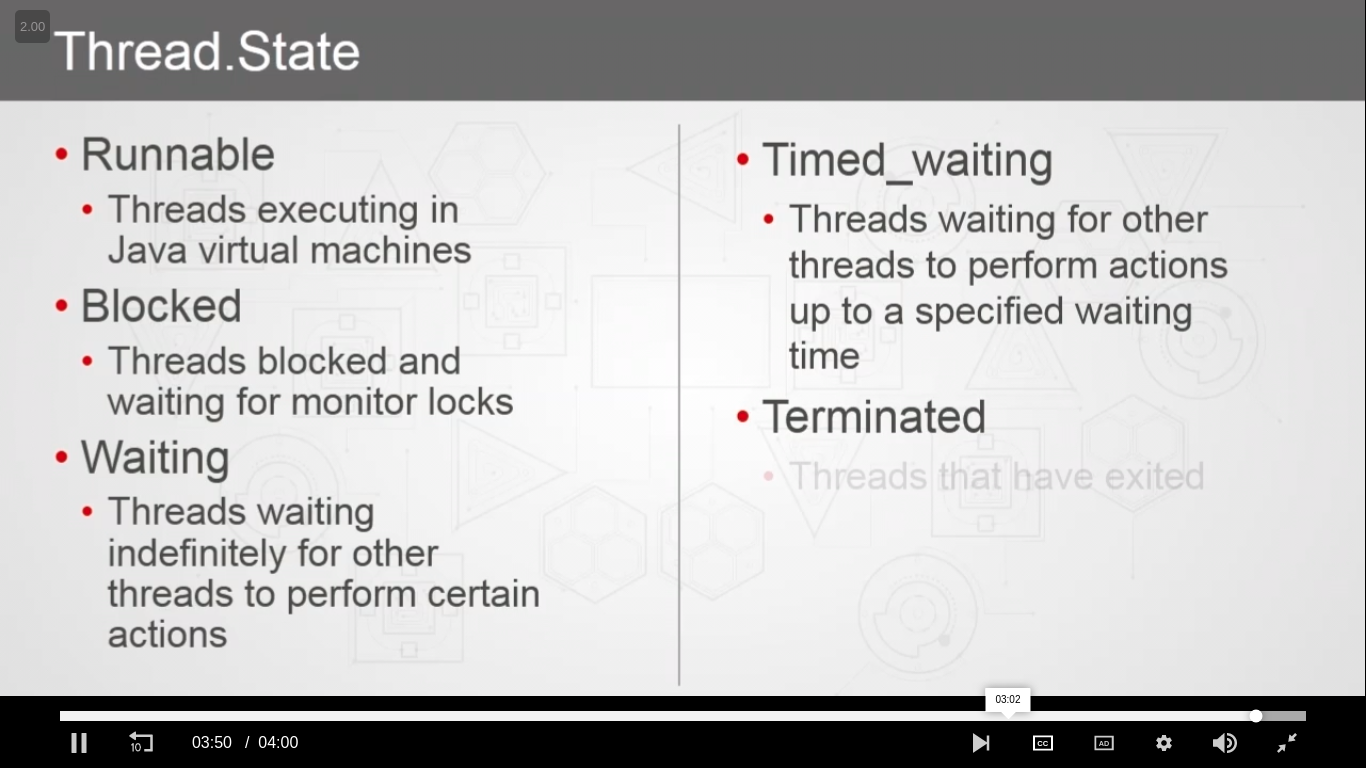 2.00
Thread.State
• Runnable
• Threads executing in
Java virtual machines
• Blocked
• Threads blocked and
waiting for monitor locks
• Waiting
• Threads waiting
indefinitely for other
threads to perform certain
actions
• Timed_waiting
• Threads waiting for other
threads to perform actions
up to a specified waiting
time
• Terminated
• Threads that have exited
03:02
10
03:50 / 04:00
CC
AD